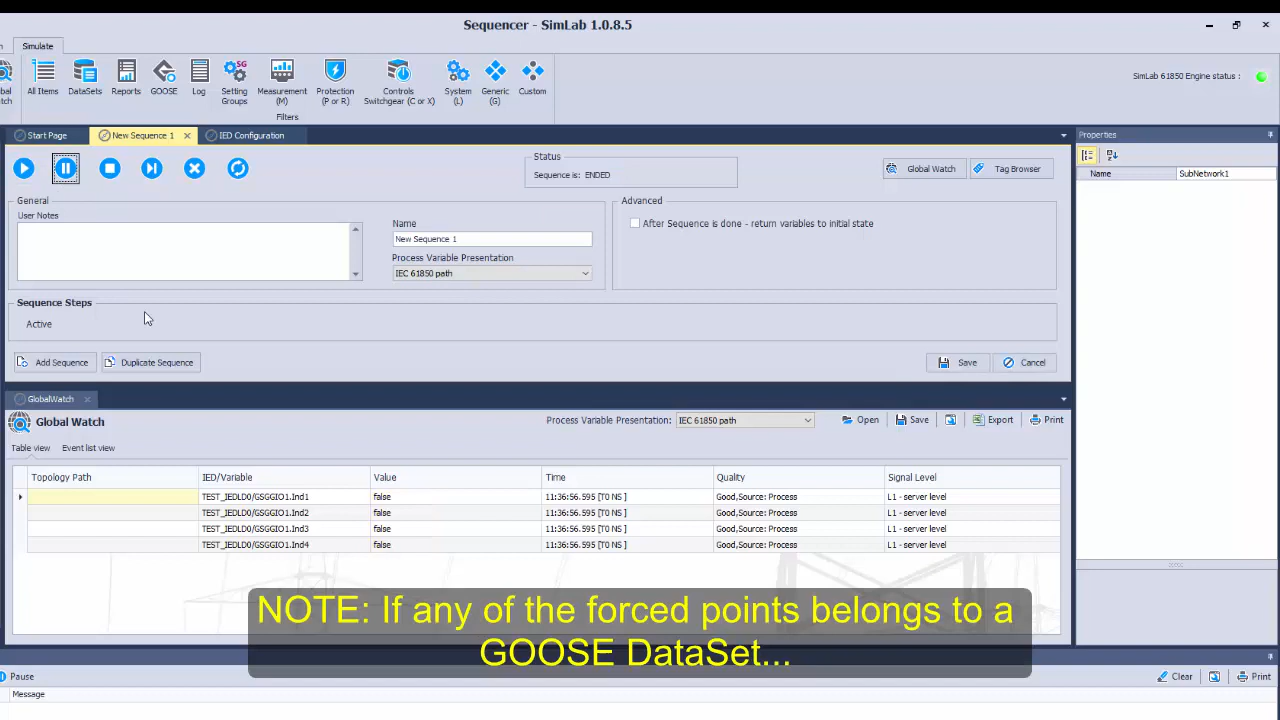 Sequencer - SimLab 1.0.8.5
Simulate
All Items
DataSets
Reports
GOOSE
Log
SG
Setting
Groups
Measurement
(M)
Protection
(P or R)
Controls
Switchgear (C or X)
System
(L)
Generic
(G)
Custom
Filters
SimLab 61850 Engine status :
Start Page
New Sequence 1
IED Configuration
Properties
Status
Sequence is: ENDED
Global Watch
Tag Browser
Name SubNetwork1
General
User Notes
Name
New Sequence 1
Process Variable Presentation
IEC 61850 path
Advanced
After Sequence is done - return variables to initial state
Sequence Steps
Active
Add Sequence
Duplicate Sequence
Save
Cancel
GlobalWatch
Global Watch
Process Variable Presentation: IEC 61850 path
Open
Save
Export
Print
Table view
Event list view
Topology Path IED/Variable Value Time Quality Signal Level
TEST_IEDLD0/GSGGIO1.Ind1 false 11:36:56.595 [T0 NS ] Good,Source: Process L1 - server level
TEST_IEDLD0/GSGGIO1.Ind2 false 11:36:56.595 [T0 NS ] Good,Source: Process L1 - server level
TEST_IEDLD0/GSGGIO1.Ind3 false 11:36:56.595 [T0 NS ] Good,Source: Process L1 - server level
TEST_IEDLD0/GSGGIO1.Ind4 false 11:36:56.595 [T0 NS ] Good,Source: Process L1 - server level
NOTE: If any of the forced points belongs to a
GOOSE DataSet...
Pause
Clear
Print
Message